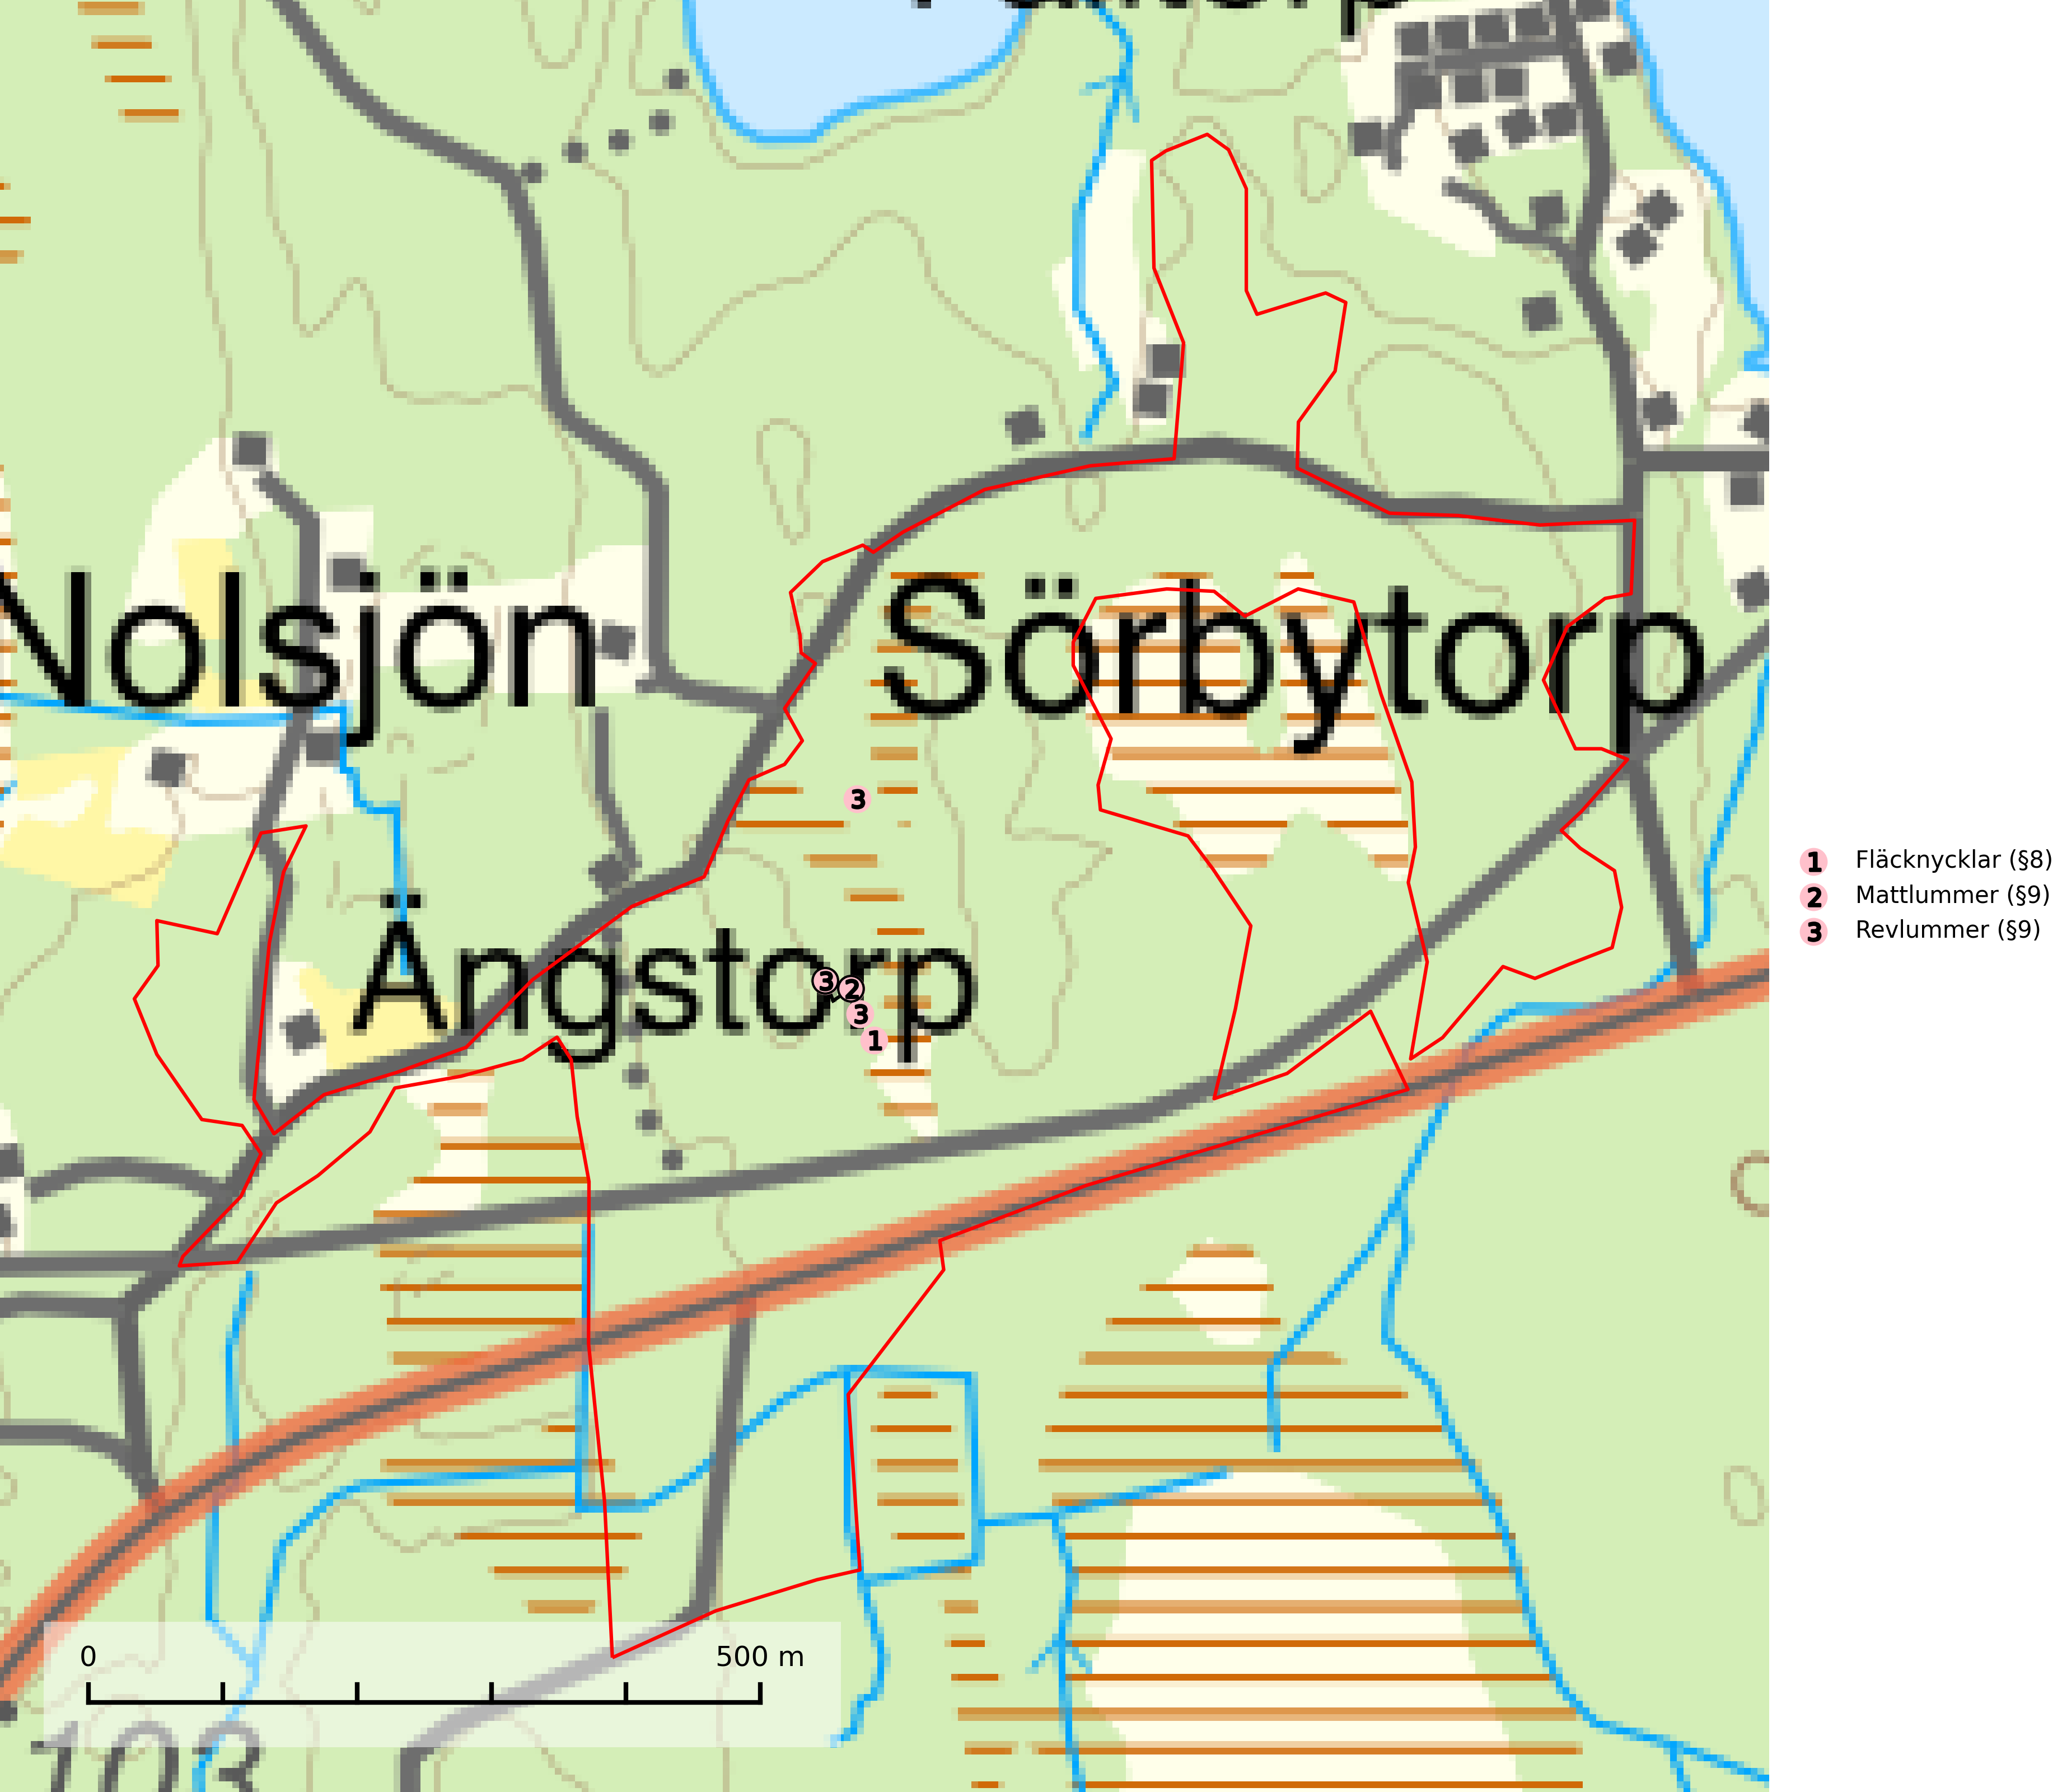 Nolsjön
Sörbytorp
3
Ängstorp
3
2
3
1
1 Fläcknycklar (§8)
2 Mattlummer (§9)
3 Revlummer (§9)
0 500 m
103